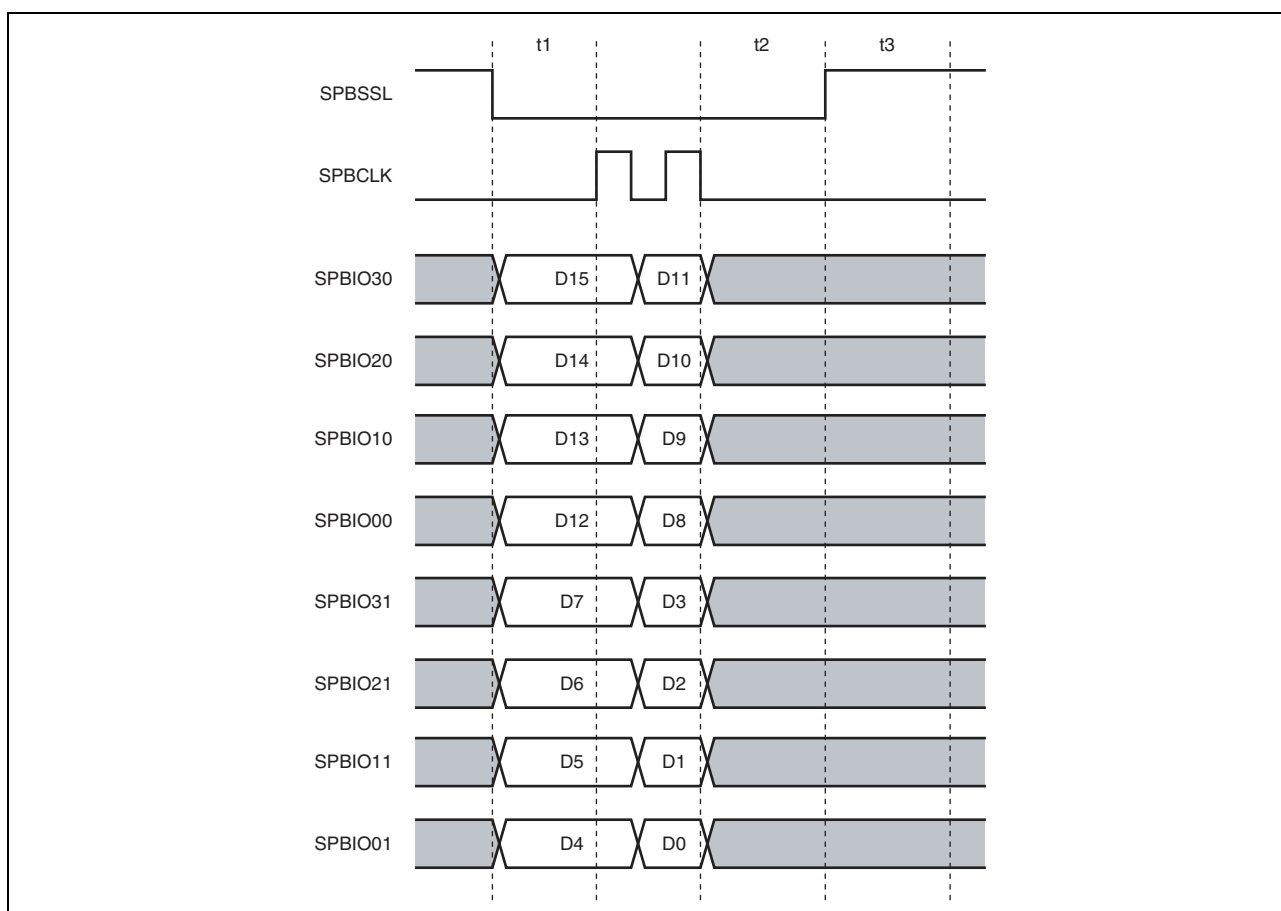 t1 t2 t3
SPBSSL
SPBCLK
SPBIO30 D15 D11
SPBIO20 D14 D10
SPBIO10 D13 D9
SPBIO00 D12 D8
SPBIO31 D7 D3
SPBIO21 D6 D2
SPBIO11 D5 D1
SPBIO01 D4 D0